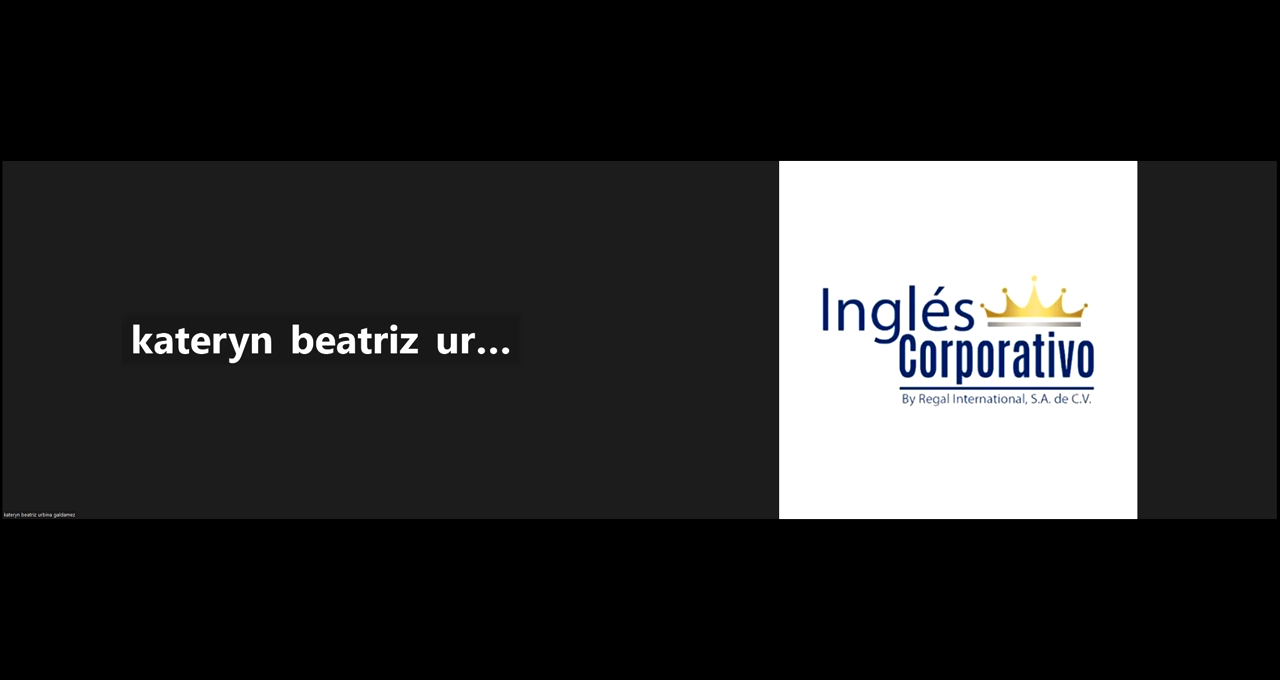 kateryn beatriz ur...
kateryn beatriz urbina galdamez
Inglés
Corporativo
By Regal International, S.A. de C.V.